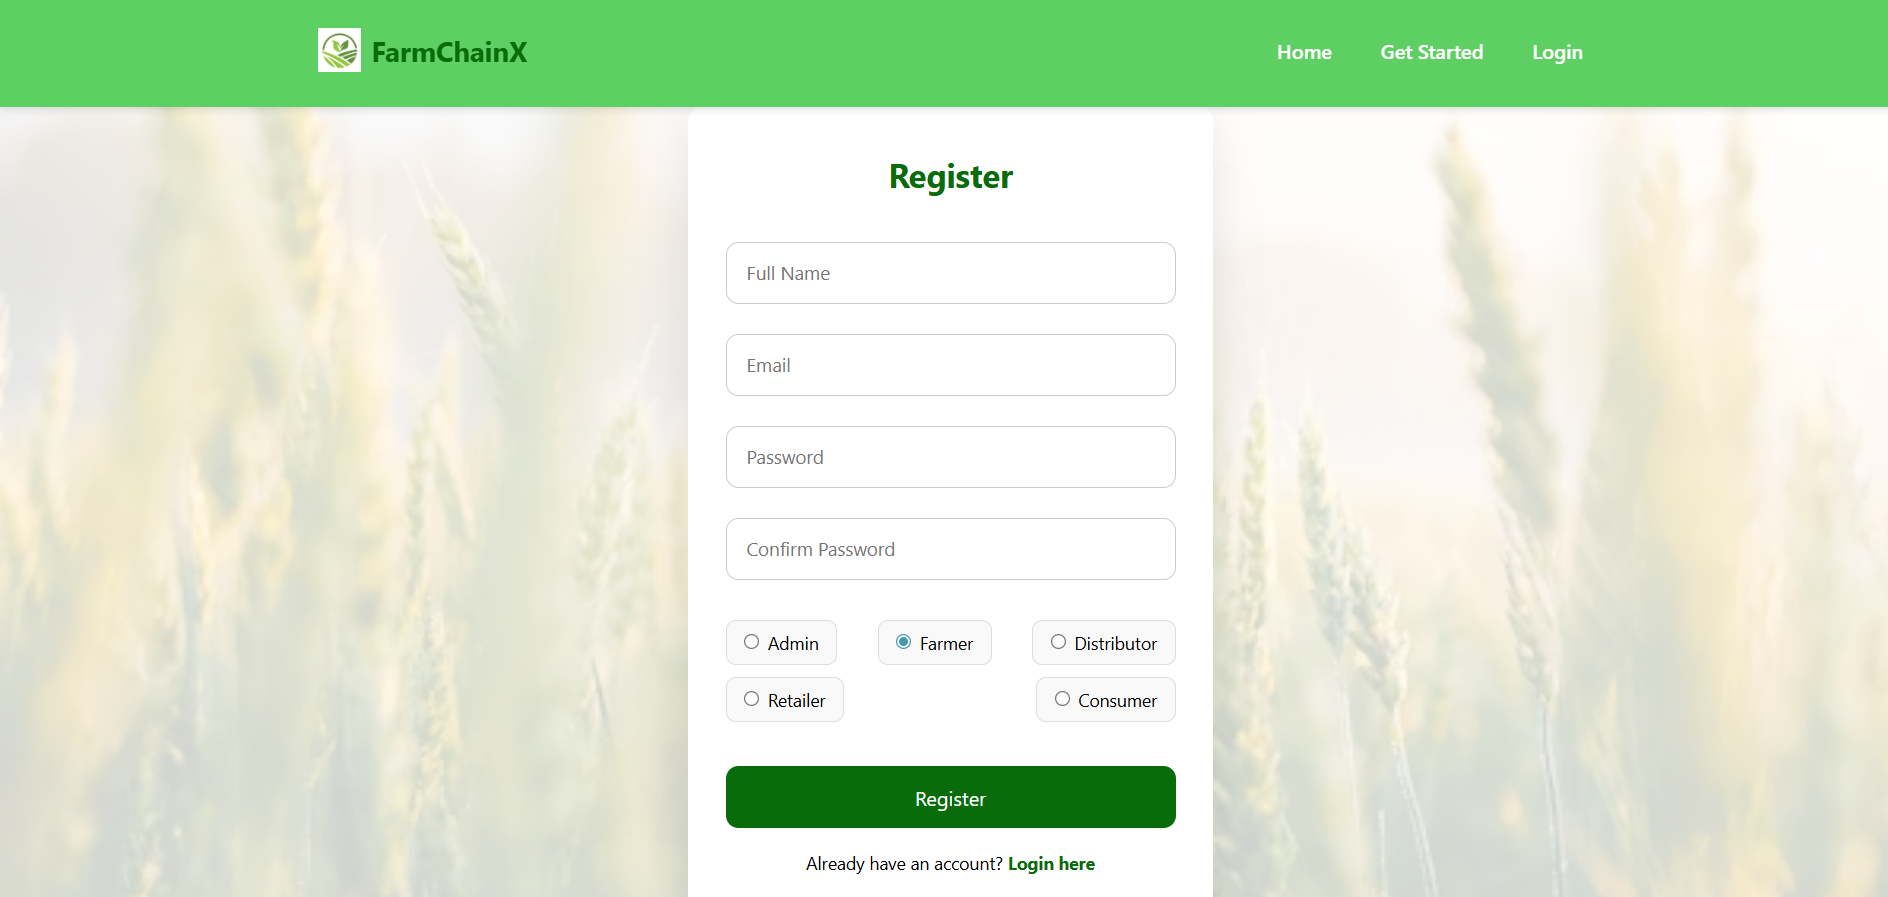 FarmChainX
Home Get Started Login
Register
Full Name
Email
Password
Confirm Password
Admin Farmer Distributor
Retailer Consumer
Register
Already have an account? Login here